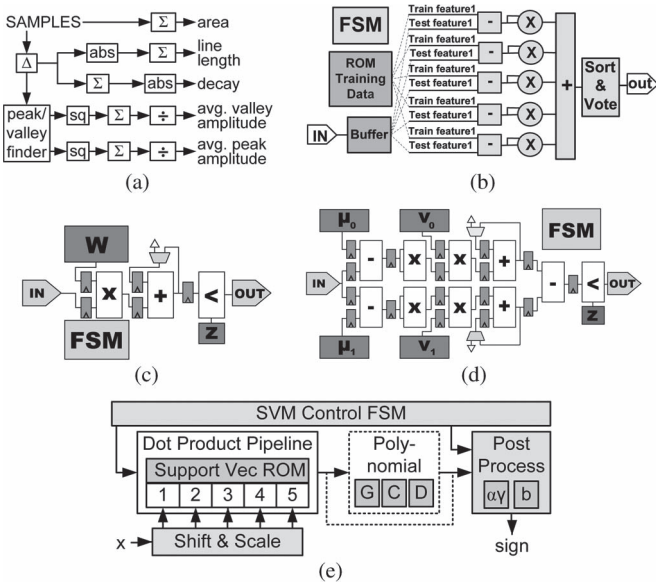 SAMPLES Σ area
Δ abs Σ line length
Σ abs decay
peak/ valley finder sq Σ ÷ avg. valley amplitude
sq Σ ÷ avg. peak amplitude
(a)
FSM
ROM Training Data
IN Buffer
Train feature1
Test feature1 - X
Train feature1
Test feature1 - X
Train feature1
Test feature1 - X
Train feature1
Test feature1 - X
Train feature1
Test feature1 - X
+ Sort & Vote out
(b)
W
IN X + < OUT
FSM z
(c)
μ0 v0 FSM
- X X +
IN - < OUT
- X X + z
μ1 v1
(d)
SVM Control FSM
Dot Product Pipeline
Support Vec ROM
1 2 3 4 5
x Shift & Scale
Poly-
nomial
G C D
Post
Process
αγ b
sign
(e)